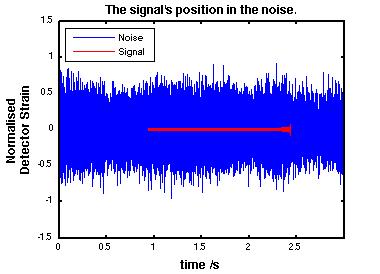 The signal's position in the noise.
1.5
Noise
Signal
1
0.5
0
-0.5
-1
-1.5
Normalised
Detector Strain
0 0.5 1 1.5 2 2.5
time /s